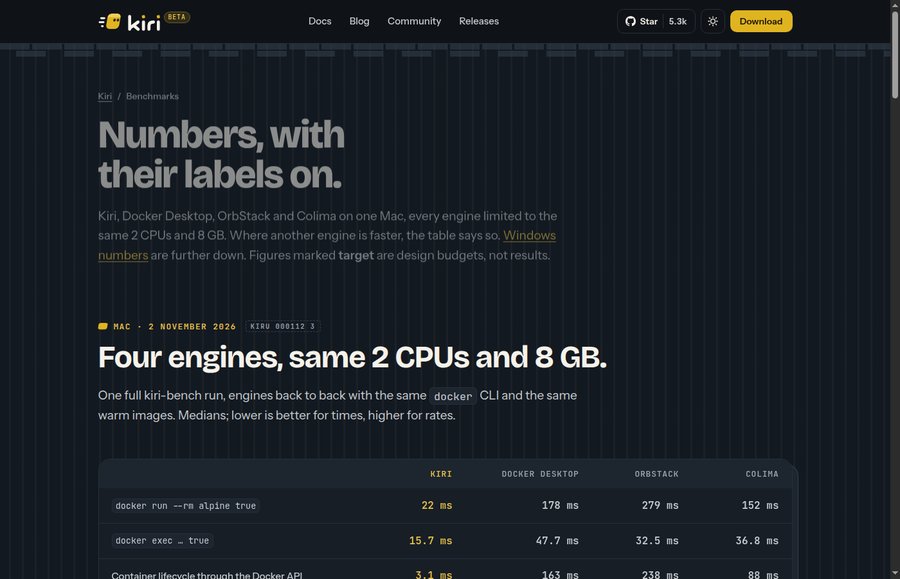 kiri BETA
Docs Blog Community Releases
Star 5.3k
Download
Kiri / Benchmarks
Numbers, with
their labels on.
Kiri, Docker Desktop, OrbStack and Colima on one Mac, every engine limited to the
same 2 CPUs and 8 GB. Where another engine is faster, the table says so. Windows
numbers are further down. Figures marked target are design budgets, not results.
MAC · 2 NOVEMBER 2026 KIRU 000112 3
Four engines, same 2 CPUs and 8 GB.
One full kiri-bench run, engines back to back with the same docker CLI and the same
warm images. Medians; lower is better for times, higher for rates.
KIRI DOCKER DESKTOP ORBSTACK COLIMA
docker run --rm alpine true 22 ms 178 ms 279 ms 152 ms
docker exec … true 15.7 ms 47.7 ms 32.5 ms 36.8 ms
Container lifecycle through the Docker API 3.1 ms 163 ms 238 ms 88 ms